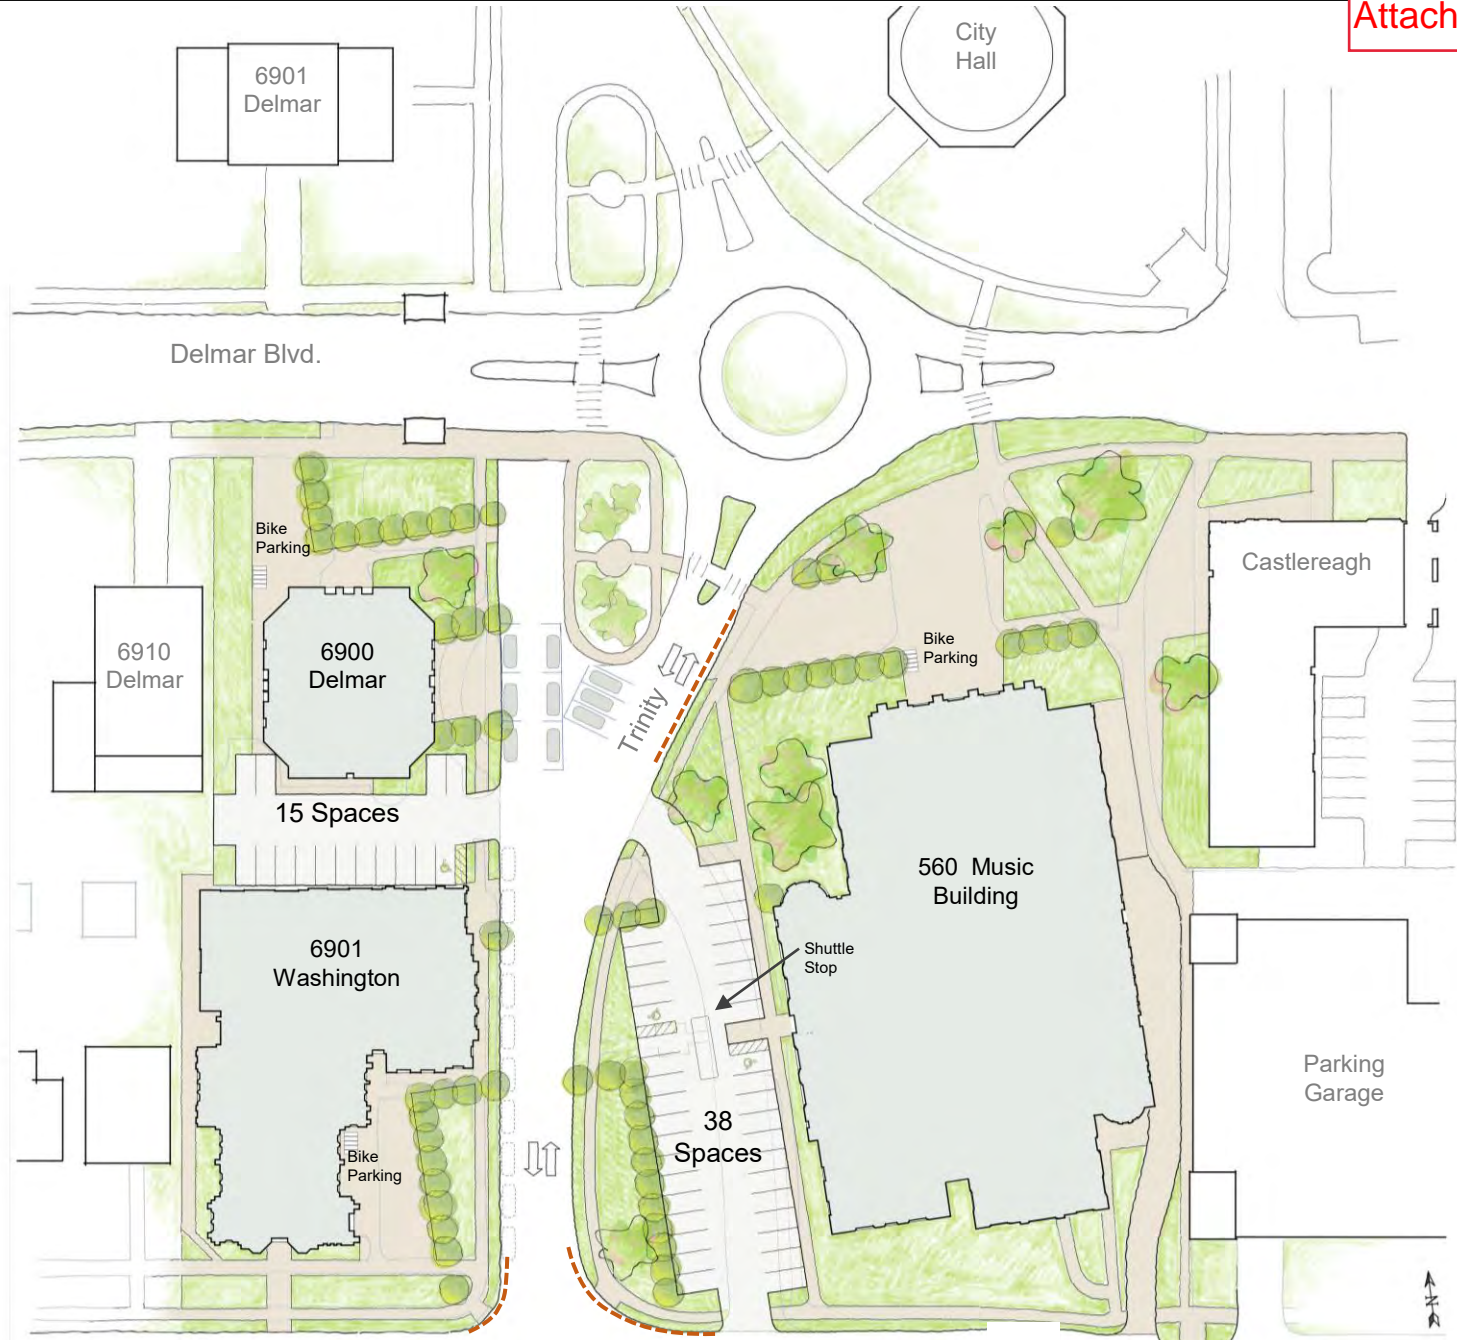 Attach
City
Hall
6901
Delmar
Delmar Blvd.
Bike
Parking
Castlereagh
6900
Delmar
6910
Delmar
Bike
Parking
Trinity
15 Spaces
560 Music
Building
6901
Washington
Shuttle
Stop
Parking
Garage
38
Spaces
Bike
Parking
N